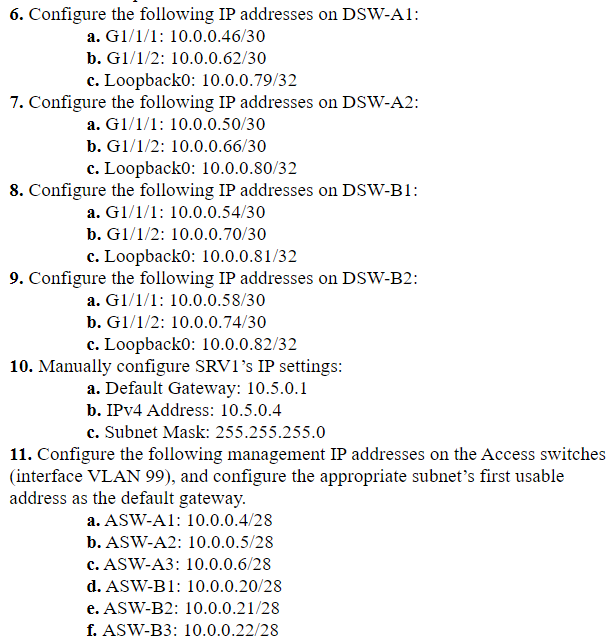 6. Configure the following IP addresses on DSW-A1:
a. G1/1/1: 10.0.0.46/30
b. G1/1/2: 10.0.0.62/30
c. Loopback0: 10.0.0.79/32
7. Configure the following IP addresses on DSW-A2:
a. G1/1/1: 10.0.0.50/30
b. G1/1/2: 10.0.0.66/30
c. Loopback0: 10.0.0.80/32
8. Configure the following IP addresses on DSW-B1:
a. G1/1/1: 10.0.0.54/30
b. G1/1/2: 10.0.0.70/30
c. Loopback0: 10.0.0.81/32
9. Configure the following IP addresses on DSW-B2:
a. G1/1/1: 10.0.0.58/30
b. G1/1/2: 10.0.0.74/30
c. Loopback0: 10.0.0.82/32
10. Manually configure SRV1’s IP settings:
a. Default Gateway: 10.5.0.1
b. IPv4 Address: 10.5.0.4
c. Subnet Mask: 255.255.255.0
11. Configure the following management IP addresses on the Access switches
(interface VLAN 99), and configure the appropriate subnet’s first usable
address as the default gateway.
a. ASW-A1: 10.0.0.4/28
b. ASW-A2: 10.0.0.5/28
c. ASW-A3: 10.0.0.6/28
d. ASW-B1: 10.0.0.20/28
e. ASW-B2: 10.0.0.21/28
f. ASW-B3: 10.0.0.22/28